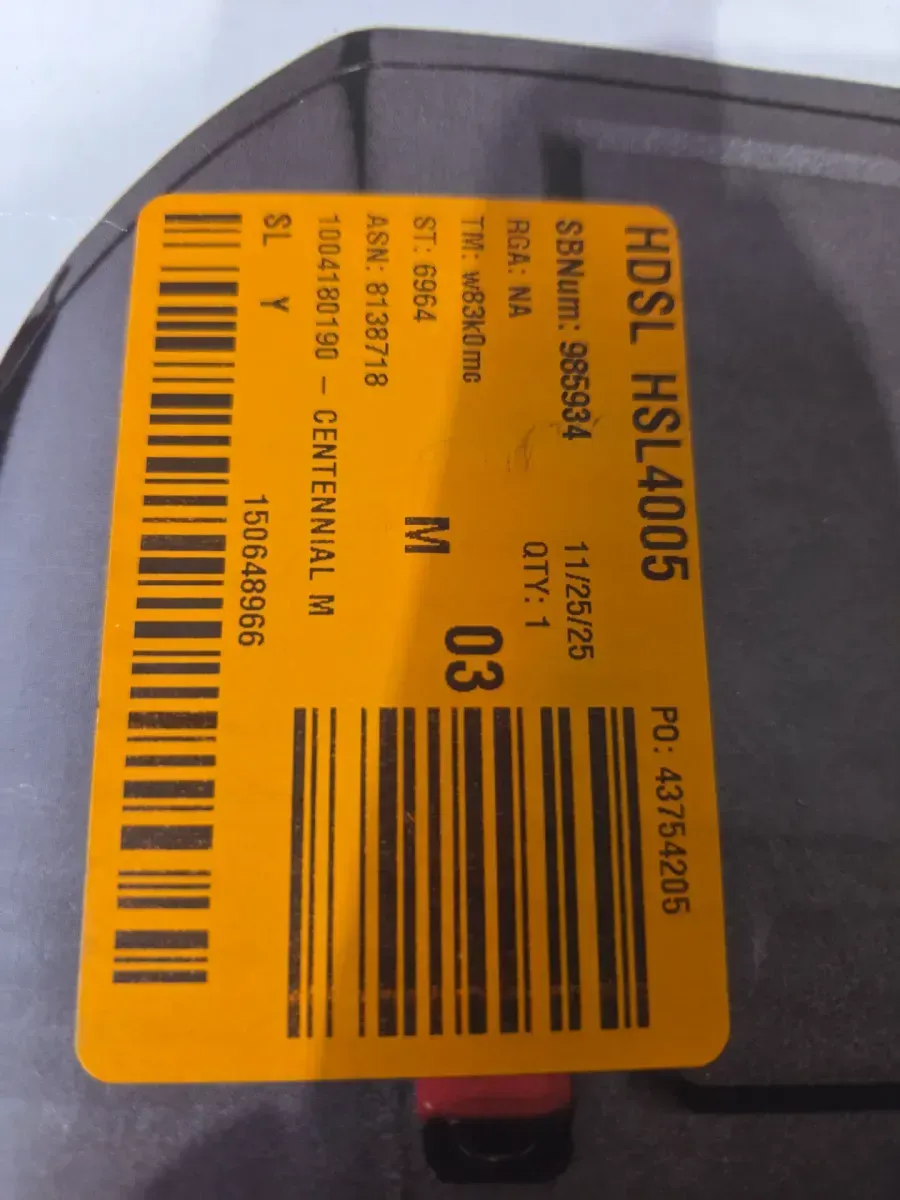 HDSL HSL4005 PO: 43754205
SBNum: 985934 11/25/25
RGA: NA QTY: 1
TM: w83k0mc 03
ST: 6964 M
ASN: 8138718
1004180190 - CENTENNIAL M
SL Y 150648966